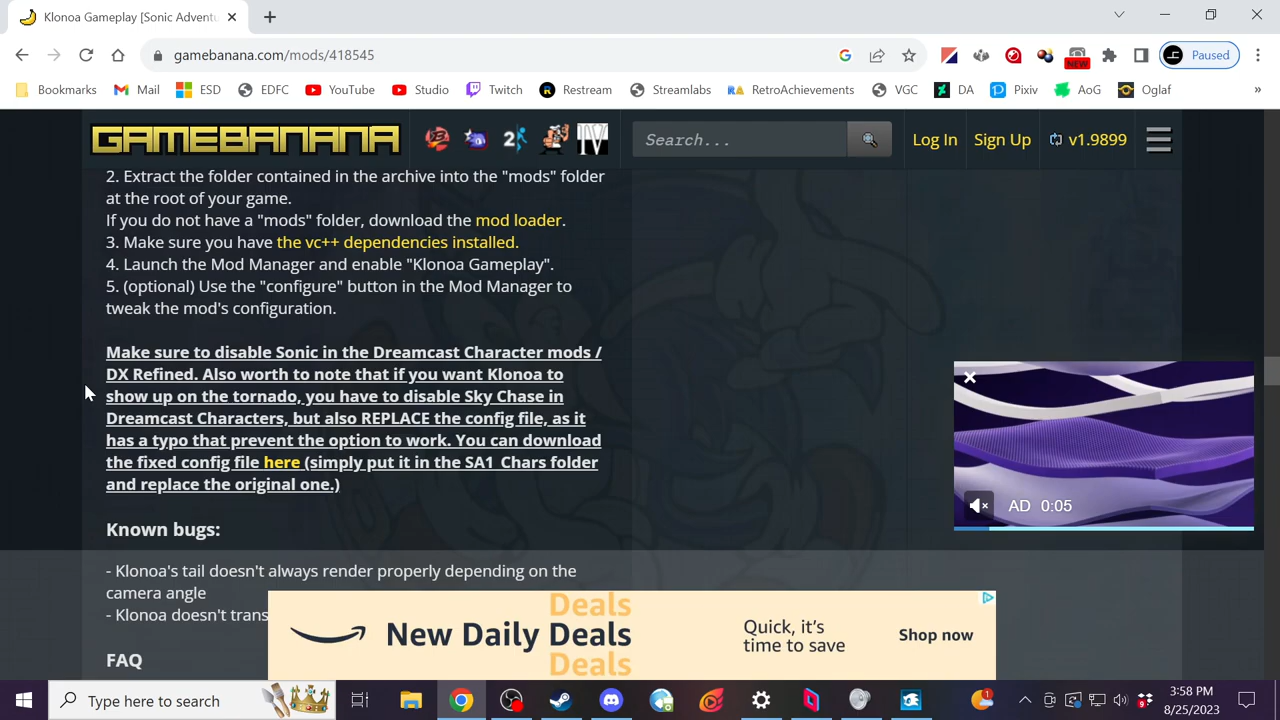 Klonoa Gameplay [Sonic Adventu
gamebanana.com/mods/418545
NEW
Paused
Bookmarks Mail ESD EDFC YouTube Studio Twitch Restream Streamlabs RetroAchievements VGC DA Pixiv AoG Oglaf »
GAMEBANANA
2
IV
Search...
Log In Sign Up v1.9899
2. Extract the folder contained in the archive into the "mods" folder
at the root of your game.
If you do not have a "mods" folder, download the mod loader.
3. Make sure you have the vc++ dependencies installed.
4. Launch the Mod Manager and enable "Klonoa Gameplay".
5. (optional) Use the "configure" button in the Mod Manager to
tweak the mod's configuration.
Make sure to disable Sonic in the Dreamcast Character mods /
DX Refined. Also worth to note that if you want Klonoa to
show up on the tornado, you have to disable Sky Chase in
Dreamcast Characters, but also REPLACE the config file, as it
has a typo that prevent the option to work. You can download
the fixed config file here (simply put it in the SA1_Chars folder
and replace the original one.)
AD 0:05
Known bugs:
- Klonoa's tail doesn't always render properly depending on the
camera angle
- Klonoa doesn't trans
FAQ
Deals
New Daily Deals
Deals
Quick, it's
time to save
Shop now
Type here to search
1
9
3:58 PM
8/25/2023